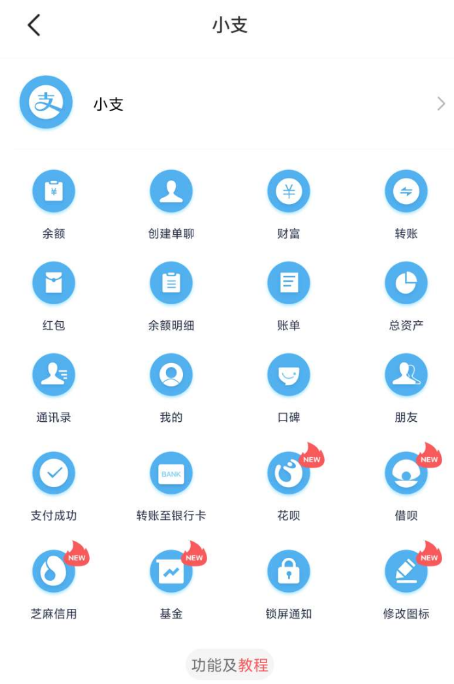 小支
支
小支
¥
余额
创建单聊
¥
财富
转账
红包
余额明细
账单
总资产
通讯录
我的
口碑
朋友
支付成功
BANK
转账至银行卡
NEW
花呗
NEW
借呗
NEW
芝麻信用
NEW
基金
锁屏通知
NEW
修改图标
功能及教程